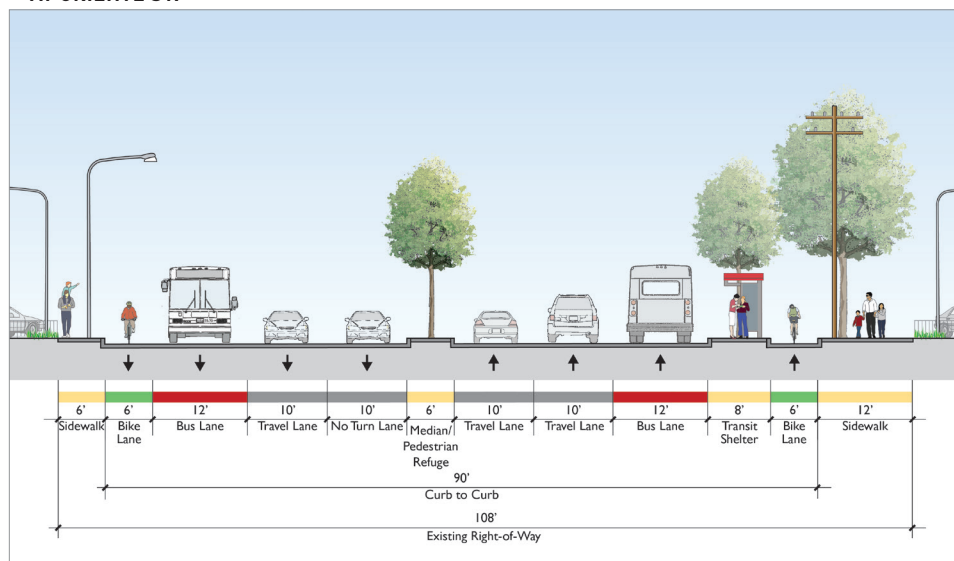 6'
6'
12'
10'
10'
6'
10'
10'
12'
8'
6'
12'
Sidewalk
Bike
Lane
Bus Lane
Travel Lane
No Turn Lane
Median/
Pedestrian
Refuge
Travel Lane
Travel Lane
Bus Lane
Transit
Shelter
Bike
Lane
Sidewalk
90'
Curb to Curb
108'
Existing Right-of-Way